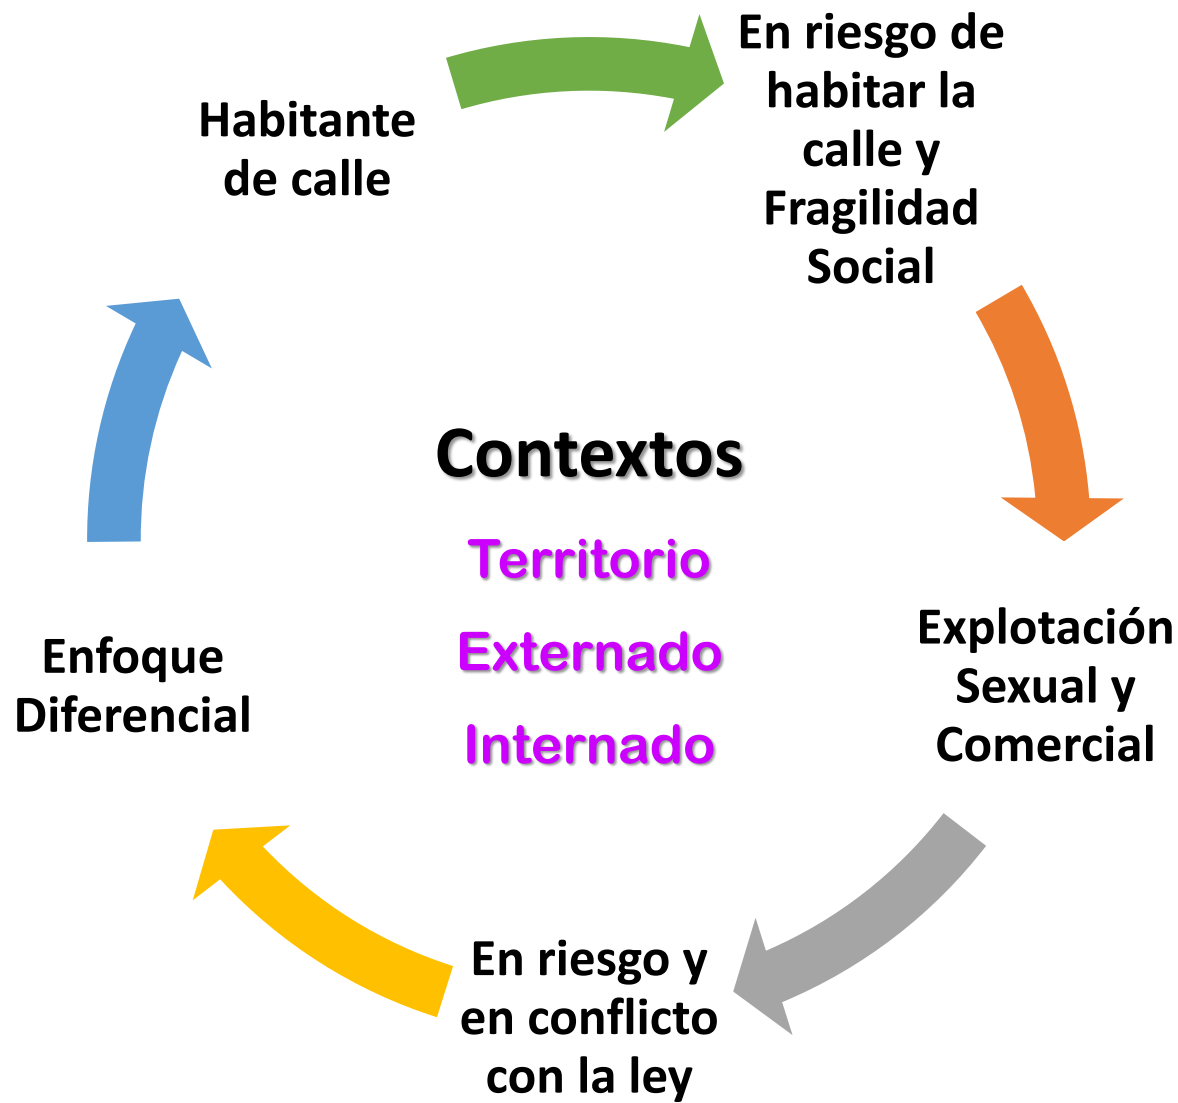 Habitante
de calle
En riesgo de
habitar la
calle y
Fragilidad
Social
Explotación
Sexual y
Comercial
En riesgo y
en conflicto
con la ley
Enfoque
Diferencial
Contextos
Territorio
Externado
Internado